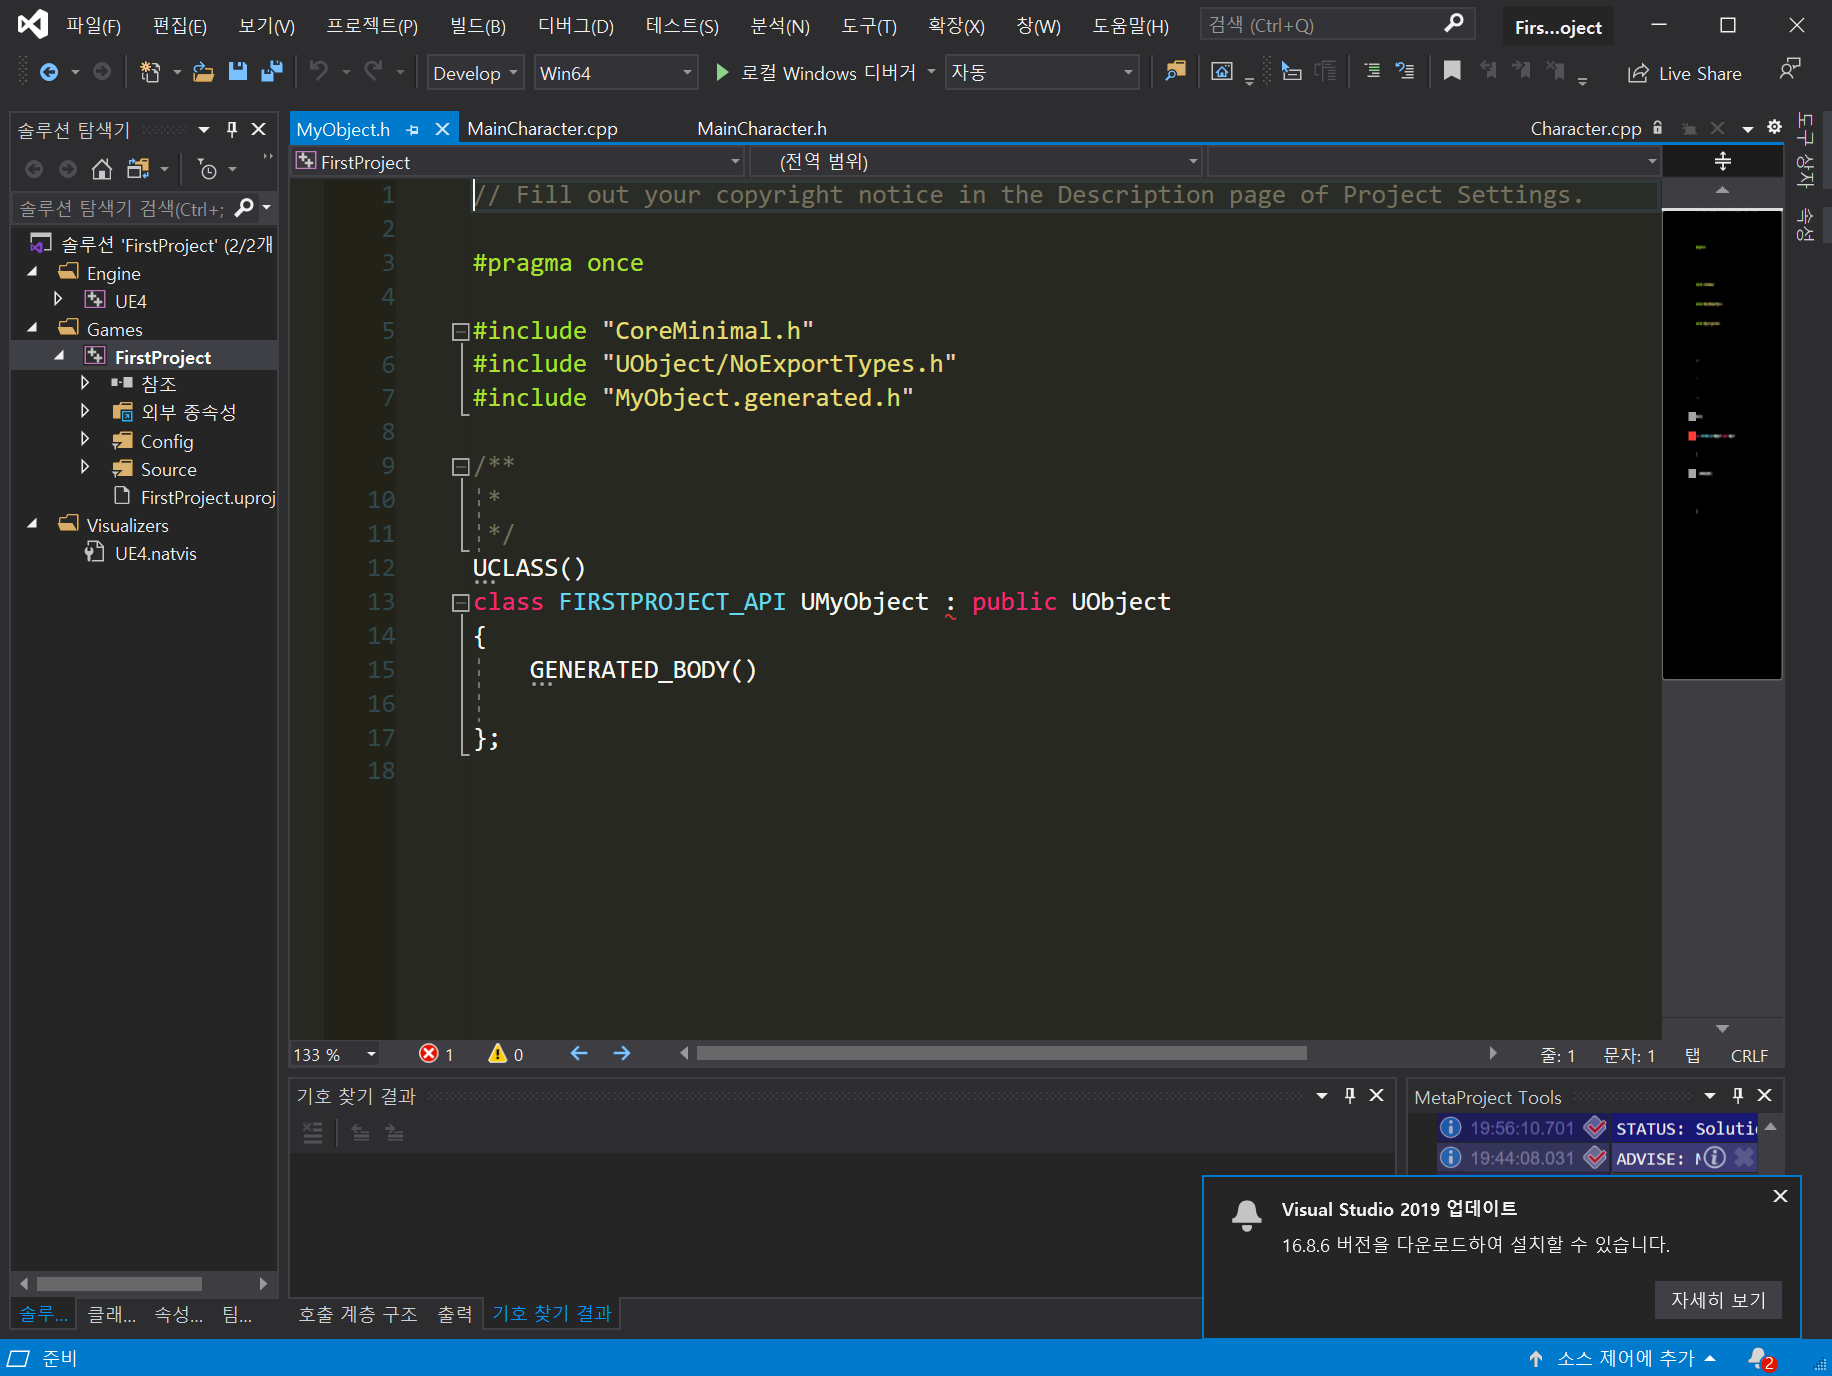 파일(F) 편집(E) 보기(V) 프로젝트(P) 빌드(B) 디버그(D) 테스트(S) 분석(N) 도구(T) 확장(X) 창(W) 도움말(H) 검색 (Ctrl+Q) Firs...oject
Develop Win64 로컬 Windows 디버거 자동 Live Share
솔루션 탐색기
MyObject.h MainCharacter.cpp MainCharacter.h Character.cpp
도구 상자
속성
FirstProject (전역 범위)
솔루션 탐색기 검색(Ctrl+;
솔루션 'FirstProject' (2/2개
Engine
UE4
Games
FirstProject
참조
외부 종속성
Config
Source
FirstProject.uproj
Visualizers
UE4.natvis
1 // Fill out your copyright notice in the Description page of Project Settings.
2
3 #pragma once
4
5 #include "CoreMinimal.h"
6 #include "UObject/NoExportTypes.h"
7 #include "MyObject.generated.h"
8
9 /**
10 *
11 */
12 UCLASS()
13 class FIRSTPROJECT_API UMyObject : public UObject
14 {
15 GENERATED_BODY()
16
17 };
18
133 % 1 0 줄: 1 문자: 1 탭 CRLF
기호 찾기 결과
MetaProject Tools
19:56:10.701 STATUS: Soluti
19:44:08.031 ADVISE:
Visual Studio 2019 업데이트
16.8.6 버전을 다운로드하여 설치할 수 있습니다.
자세히 보기
솔루... 클래... 속성... 팀...
호출 계층 구조 출력 기호 찾기 결과
준비 소스 제어에 추가 2